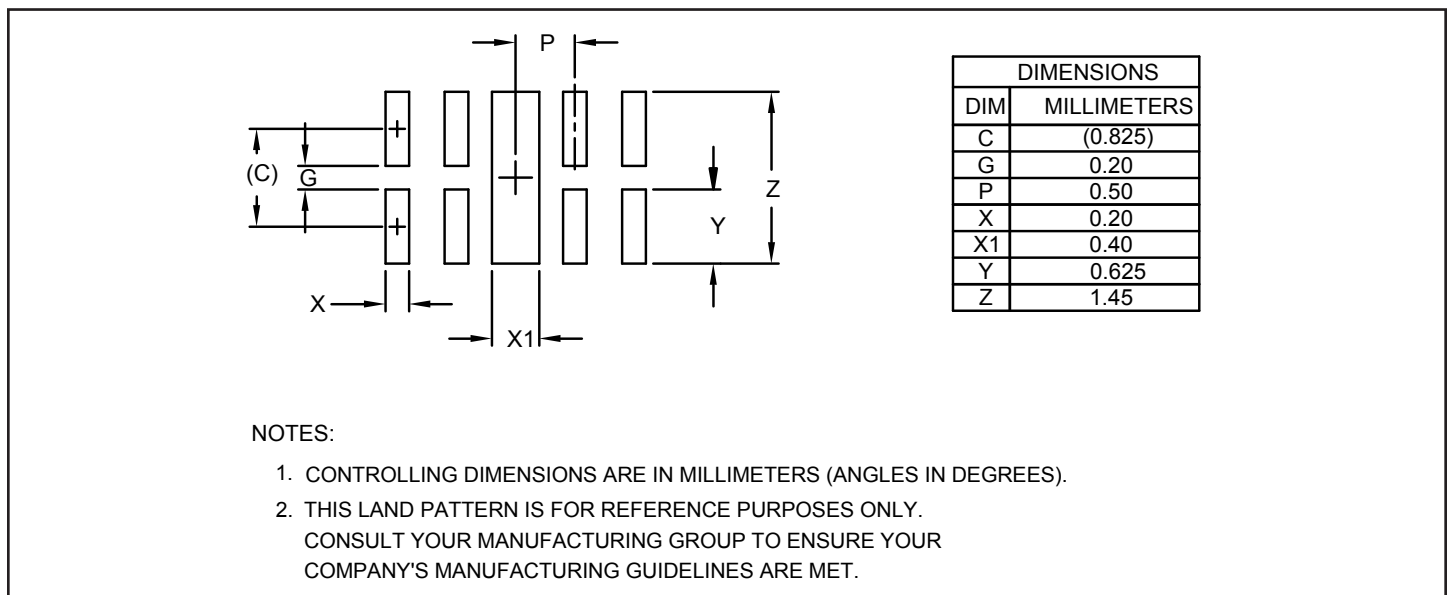 P
(C)
G
Z
Y
X
X1
DIMENSIONS
DIM MILLIMETERS
C (0.825)
G 0.20
P 0.50
X 0.20
X1 0.40
Y 0.625
Z 1.45
NOTES:
1. CONTROLLING DIMENSIONS ARE IN MILLIMETERS (ANGLES IN DEGREES).
2. THIS LAND PATTERN IS FOR REFERENCE PURPOSES ONLY.
CONSULT YOUR MANUFACTURING GROUP TO ENSURE YOUR
COMPANY'S MANUFACTURING GUIDELINES ARE MET.